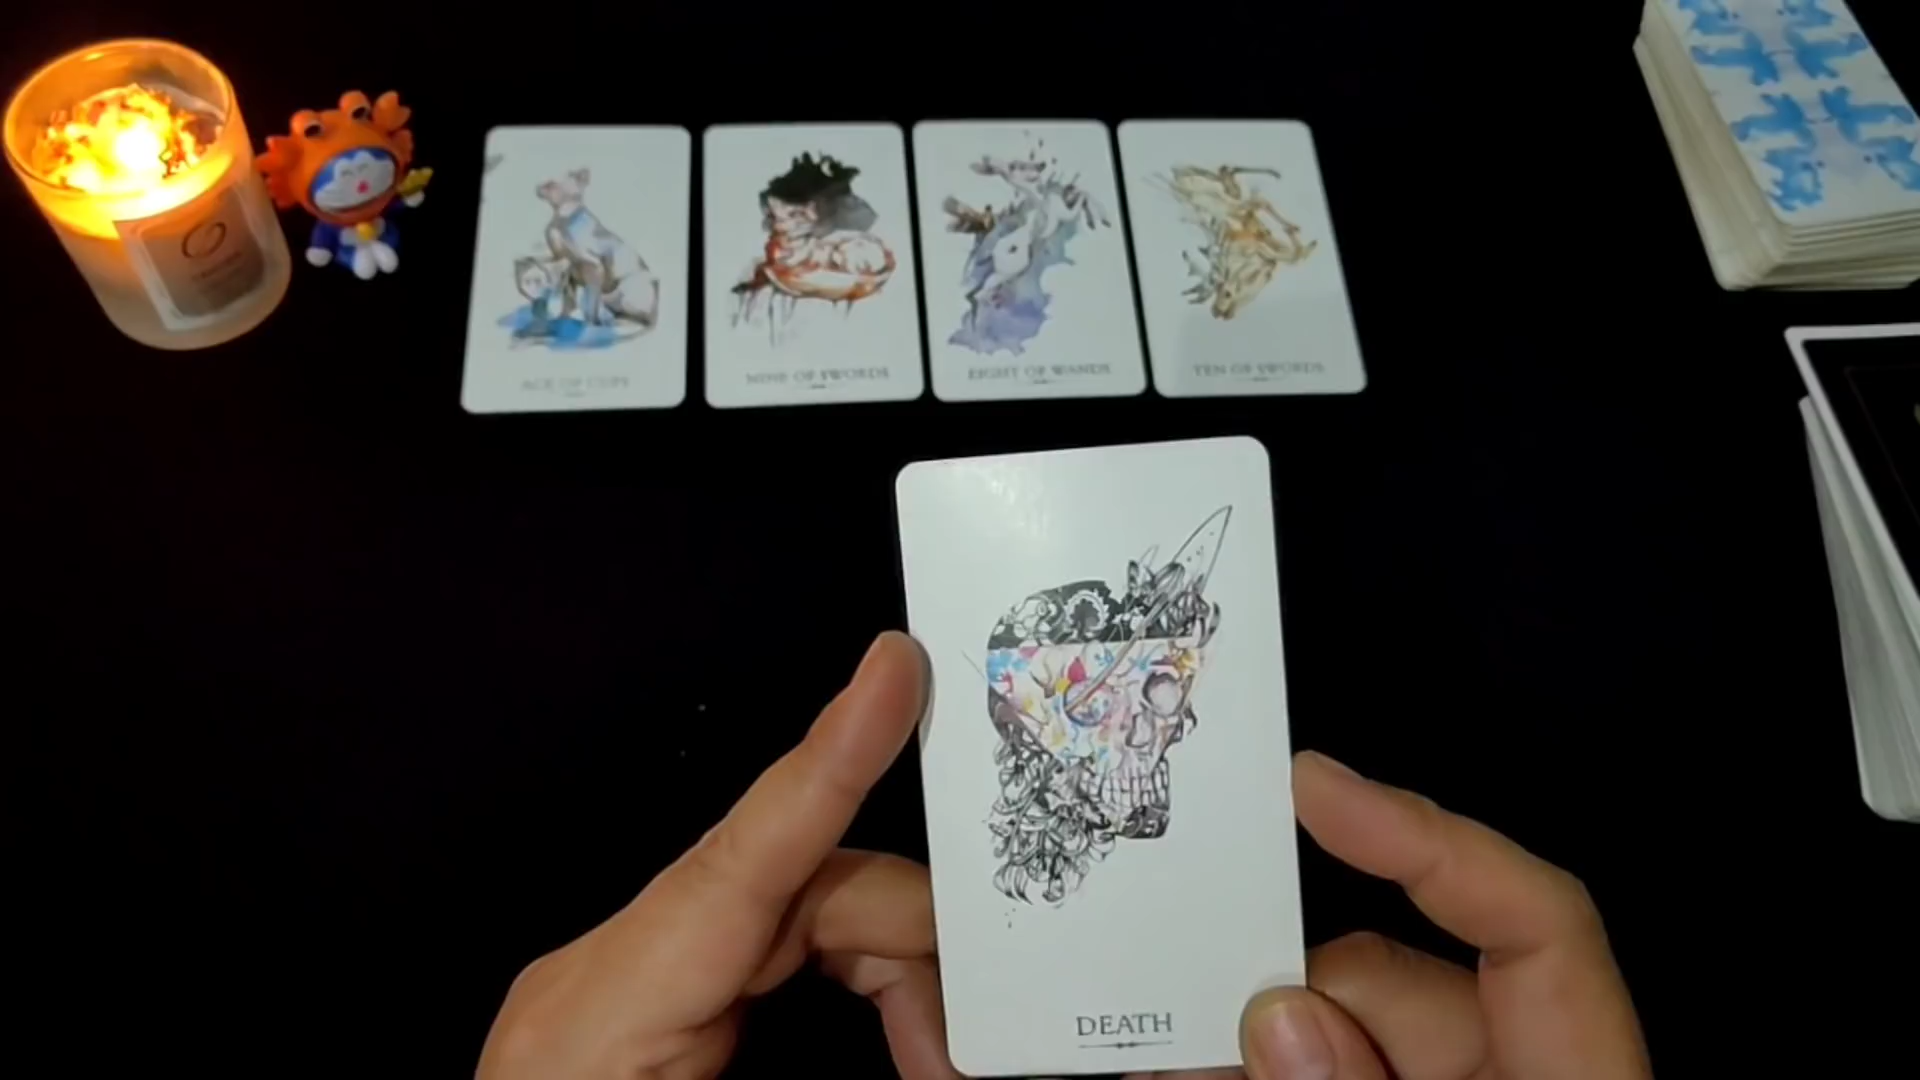 ACE OF CUPS
NINE OF SWORDS
EIGHT OF WANDS
TEN OF SWORDS
DEATH